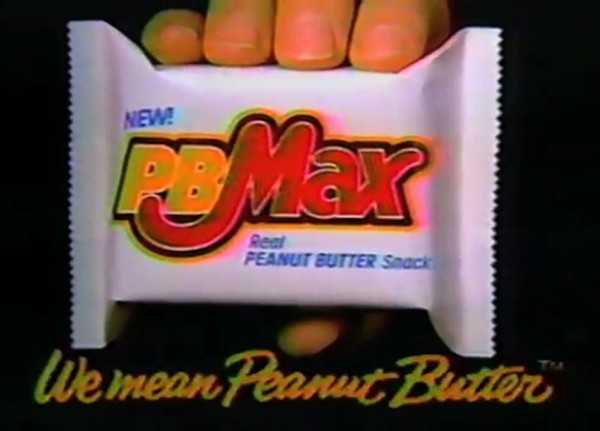 NEW!
PB Max
Real
PEANUT BUTTER Snack
We mean Peanut Butter™